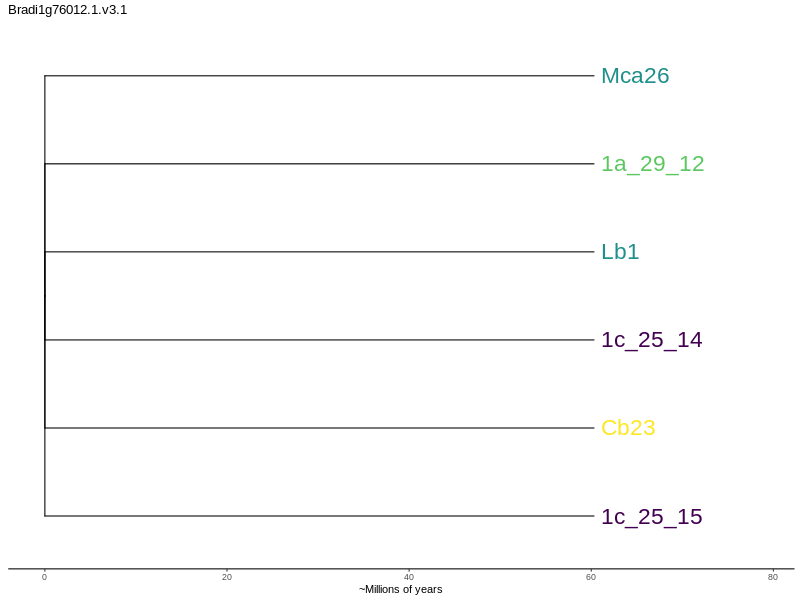 Bradi1g76012.1.v3.1
Mca26
1a_29_12
Lb1
1c_25_14
Cb23
1c_25_15
0 20 40 60 80
~Millions of years